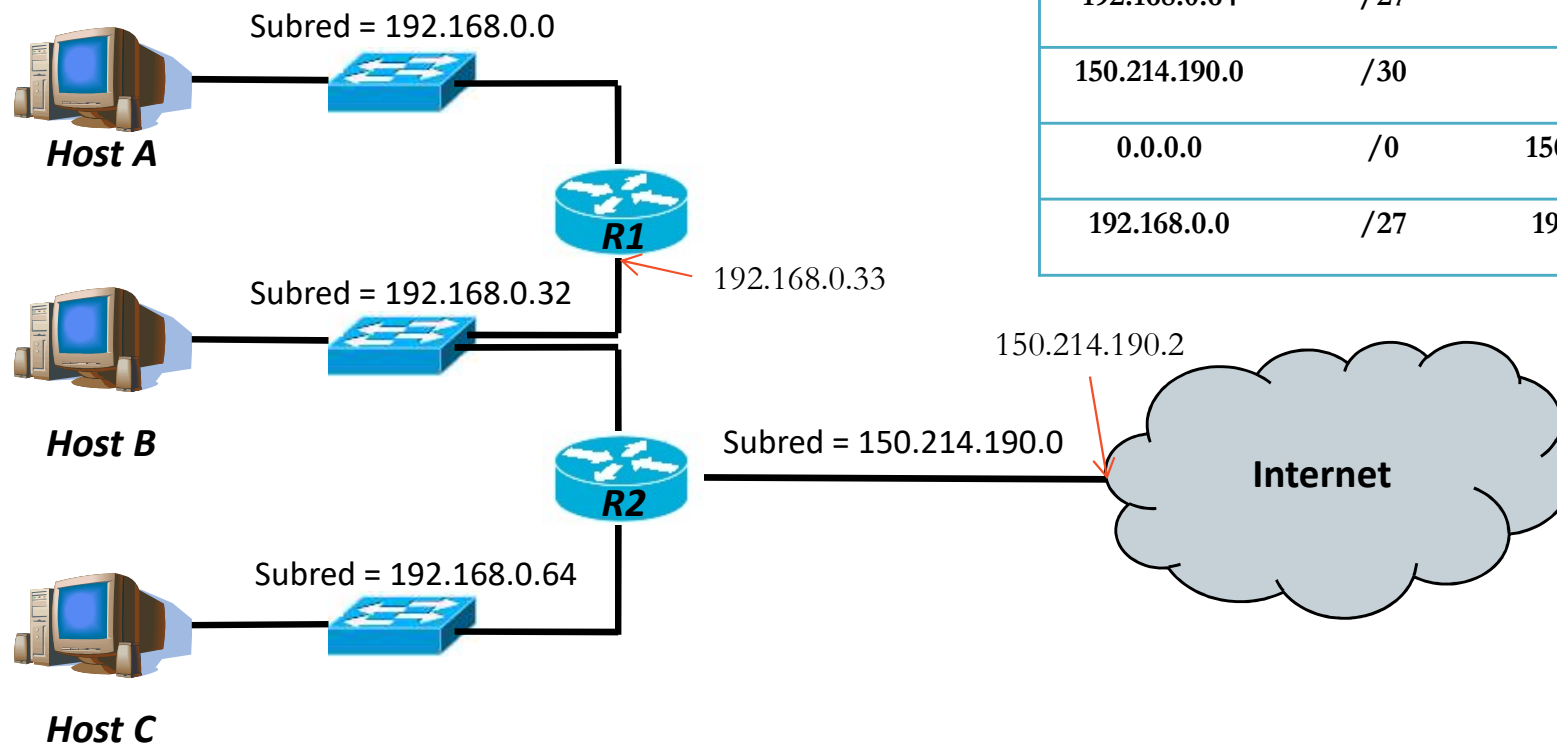 Subred = 192.168.0.0
/27
150.214.190.0 /30
0.0.0.0 /0
192.168.0.0 /27
Host A
R1
192.168.0.33
Subred = 192.168.0.32
150.214.190.2
Host B
Subred = 150.214.190.0
Internet
R2
Subred = 192.168.0.64
Host C